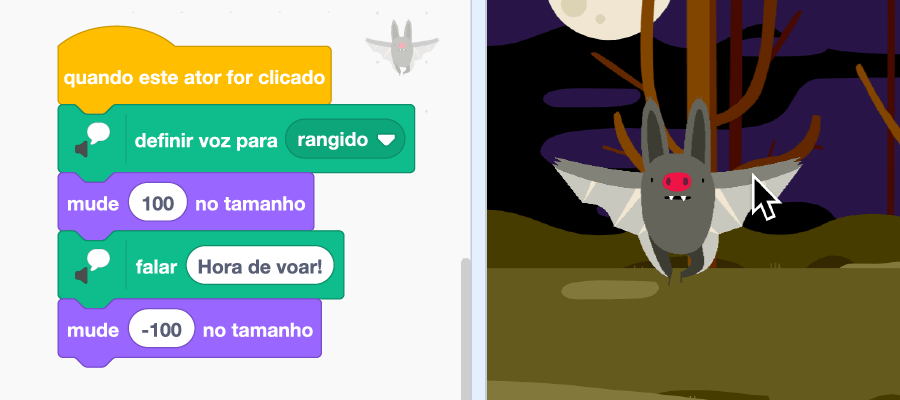 quando este ator for clicado
definir voz para rangido
mude 100 no tamanho
falar Hora de voar!
mude -100 no tamanho